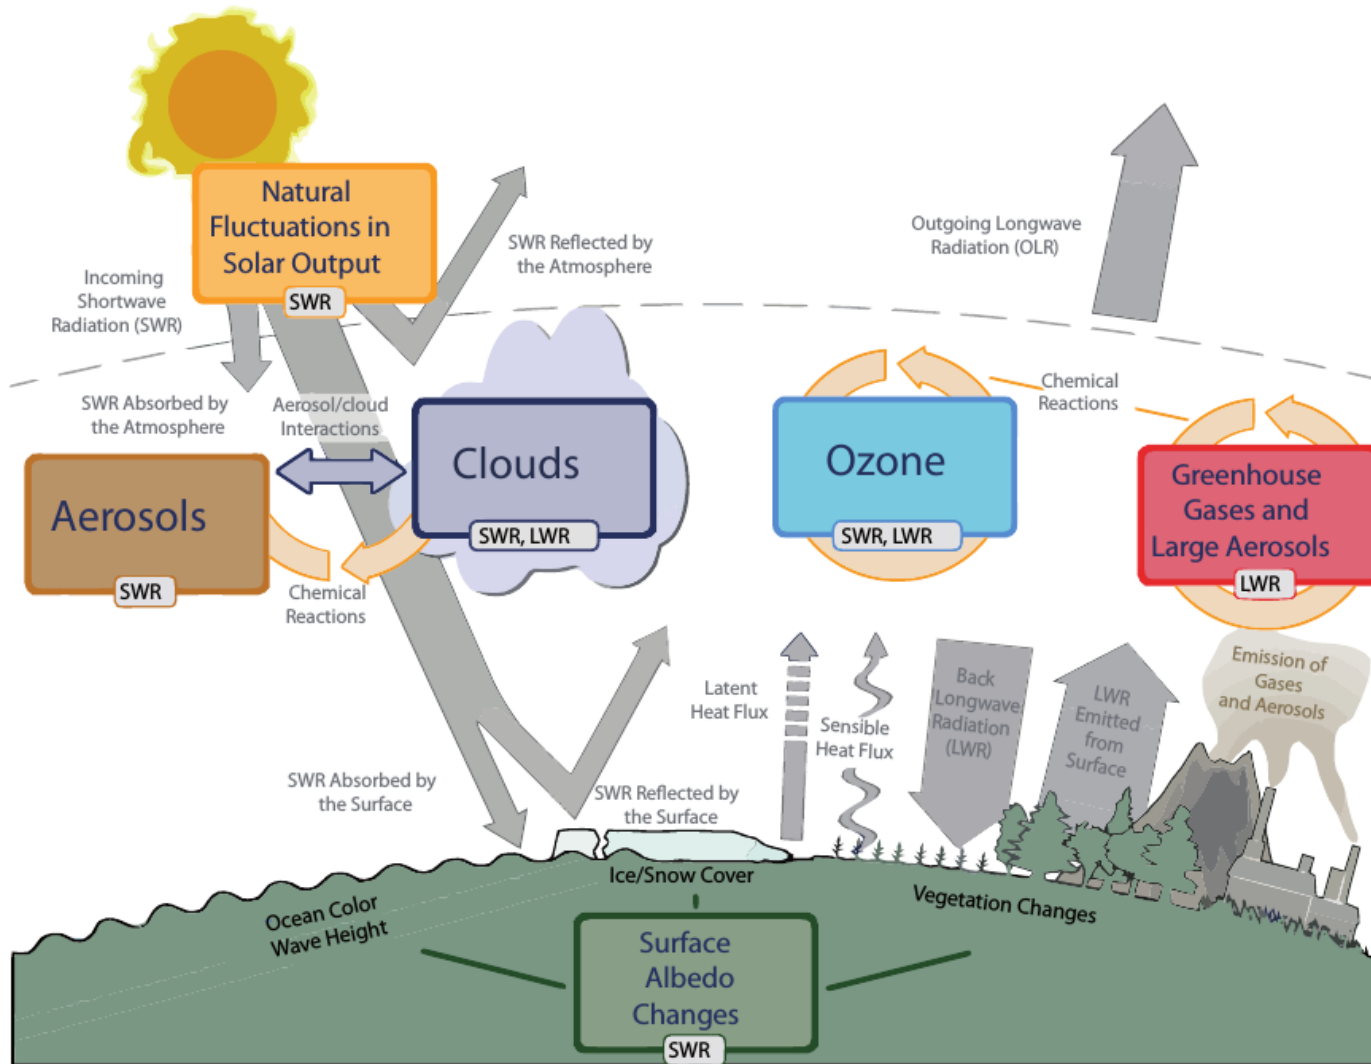 Natural
Fluctuations in
Solar Output
SWR
SWR Reflected by
the Atmosphere
Outgoing Longwave
Radiation (OLR)
Incoming
Shortwave
Radiation (SWR)
SWR Absorbed by
the Atmosphere
Aerosol/cloud
Interactions
Chemical
Reactions
Aerosols
SWR
Clouds
SWR, LWR
Ozone
SWR, LWR
Greenhouse
Gases and
Large Aerosols
LWR
Chemical
Reactions
Emission of
Gases
and Aerosols
Latent
Heat Flux
Sensible
Heat Flux
Back
Longwave
Radiation
(LWR)
LWR
Emitted
from
Surface
SWR Absorbed by
the Surface
SWR Reflected by
the Surface
Ice/Snow Cover
Ocean Color
Wave Height
Vegetation Changes
Surface
Albedo
Changes
SWR